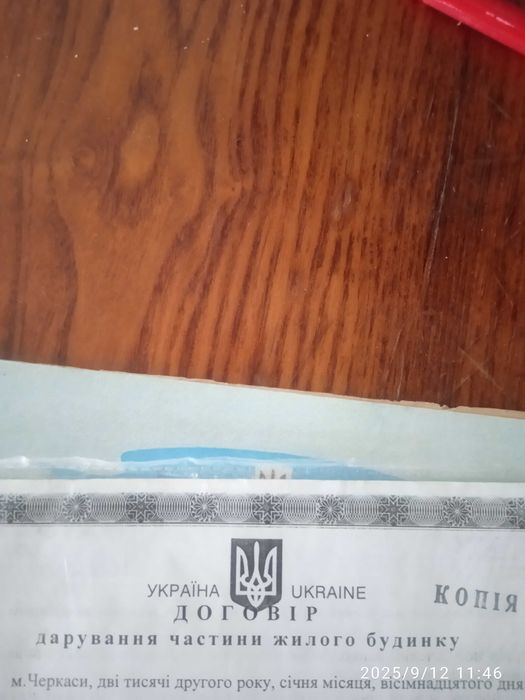 УКРАЇНА UKRAINE
КОПІЯ
ДОГОВІР
дарування частини жилого будинку
м.Черкаси, дві тисячі другого року, січня місяця, вісімнадцятого дня
2025/9/12 11:46